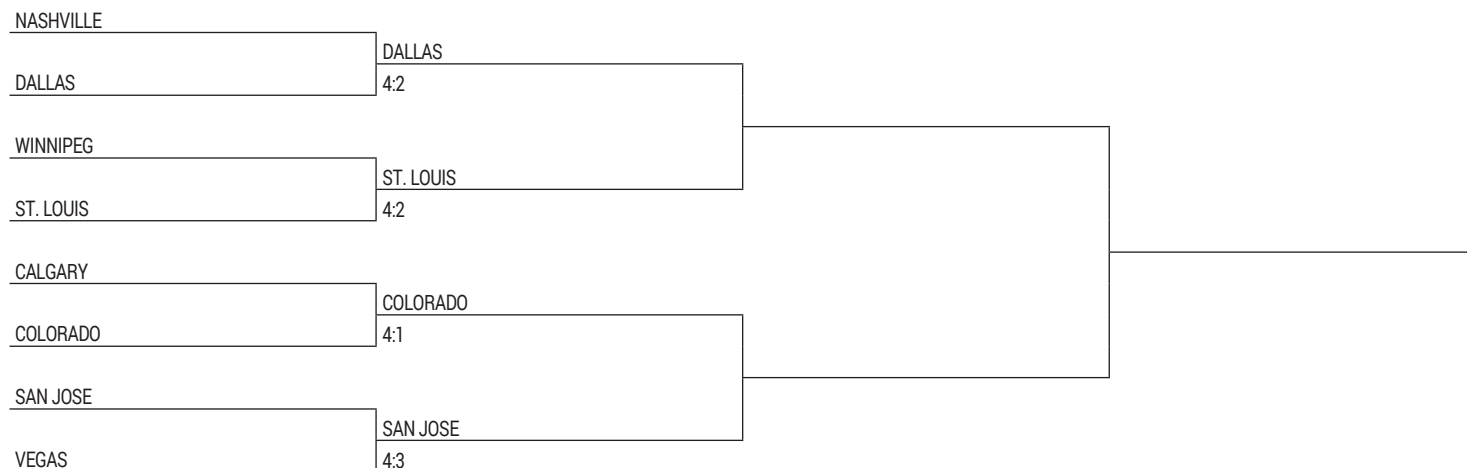 NASHVILLE
DALLAS
DALLAS
4:2
WINNIPEG
ST. LOUIS
ST. LOUIS
4:2
CALGARY
COLORADO
COLORADO
4:1
SAN JOSE
SAN JOSE
VEGAS
4:3